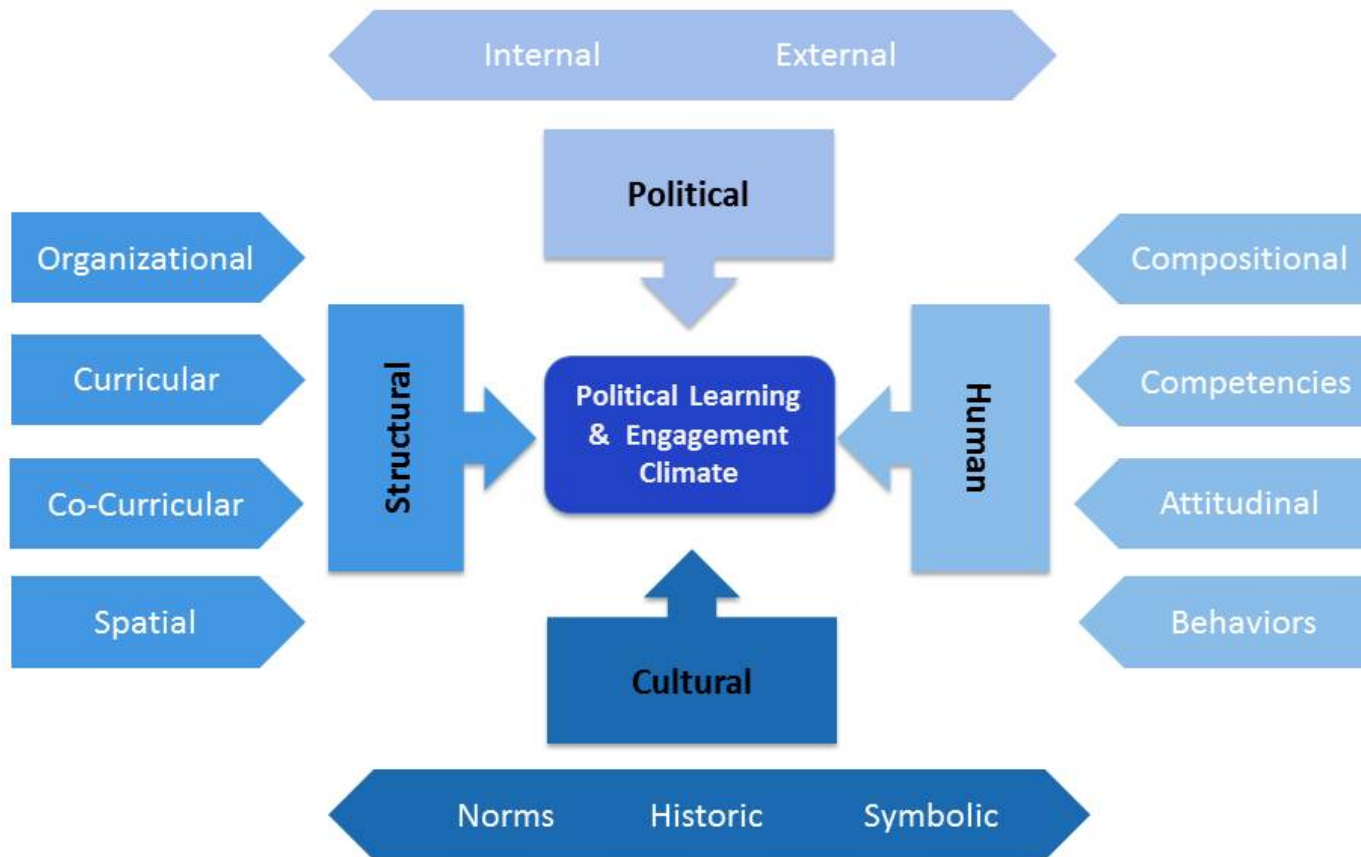 Internal External
Political
Organizational
Curricular
Co-Curricular
Spatial
Structural
Political Learning
& Engagement
Climate
Human
Compositional
Competencies
Attitudinal
Behaviors
Cultural
Norms Historic Symbolic